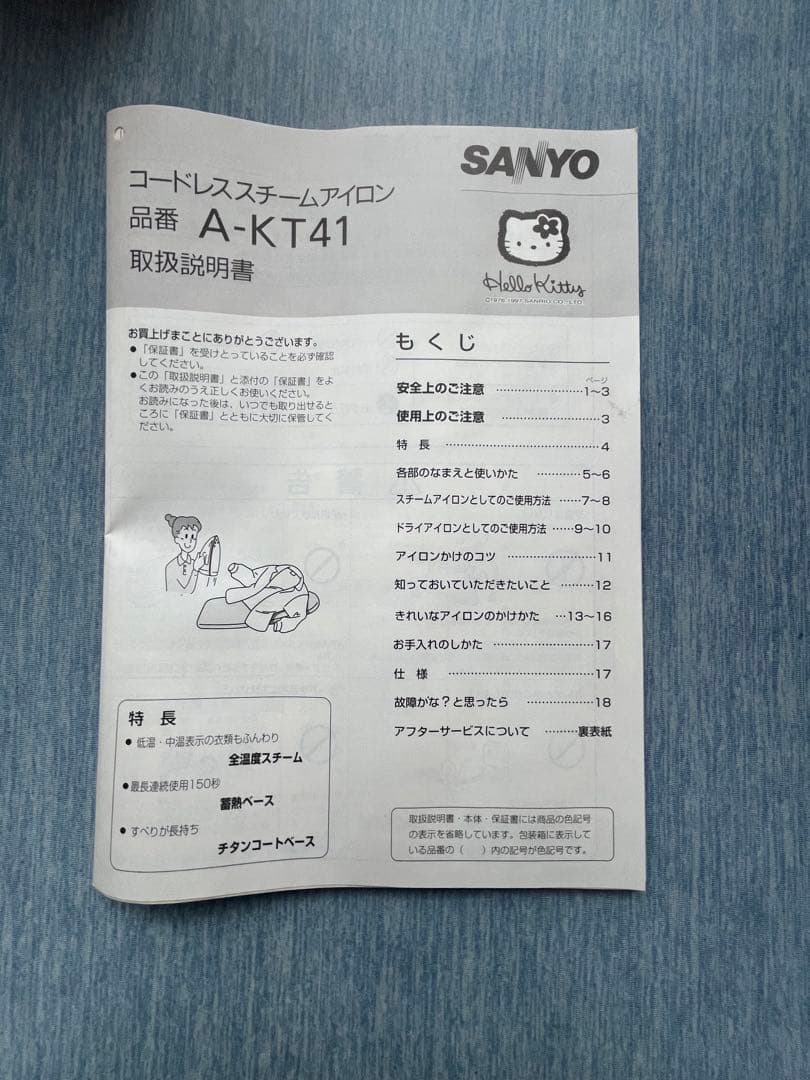 SANYO
コードレススチームアイロン
品番 A-KT41
取扱説明書
Hello Kitty
©1976,1997 SANRIO CO.,LTD.
お買上げまことにありがとうございます。
●「保証書」を受けとっていることを必ず確認
してください。
●この「取扱説明書」と添付の「保証書」をよ
くお読みのうえ正しくお使いください。
お読みになった後は、いつでも取り出せると
ころに「保証書」とともに大切に保管してく
ださい。
特長
●低温・中温表示の衣類もふんわり
全温度スチーム
●最長連続使用150秒
蓄熱ベース
●すべりが長持ち
チタンコートベース
もくじ
ページ
安全上のご注意 ……………………1~3
使用上のご注意 ……………………3
特長 ……………………4
各部のなまえと使いかた …………5~6
スチームアイロンとしてのご使用方法 ……7~8
ドライアイロンとしてのご使用方法 ……9~10
アイロンかけのコツ ……………11
知っておいていただきたいこと ………12
きれいなアイロンのかけかた …13~16
お手入れのしかた ……………17
仕様 ……………………17
故障かな?と思ったら ……………18
アフターサービスについて ………裏表紙
取扱説明書・本体・保証書には商品の色記号
の表示を省略しています。包装箱に表示して
いる品番の( )内の記号が色記号です。